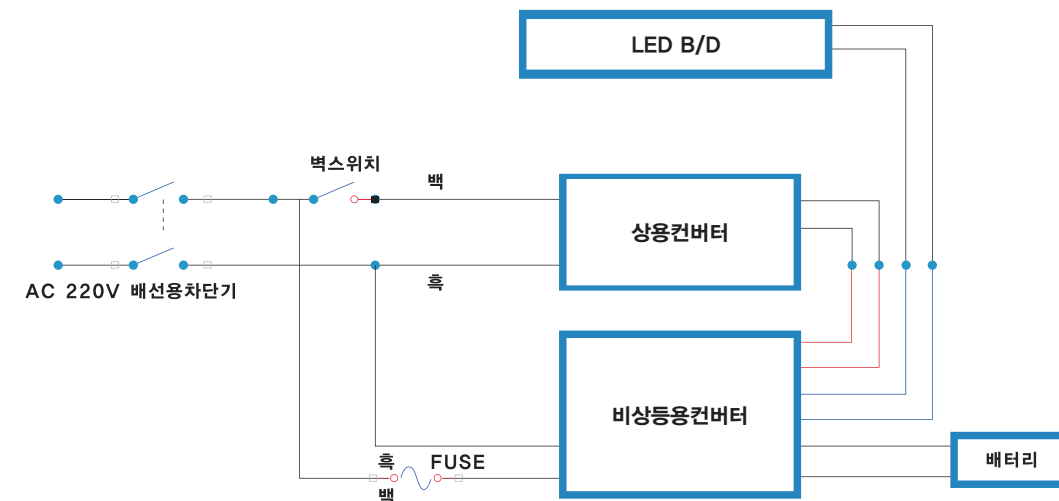 LED B/D
벽스위치
백
상용컨버터
흑
AC 220V 배선용차단기
비상등용컨버터
흑
FUSE
백
배터리